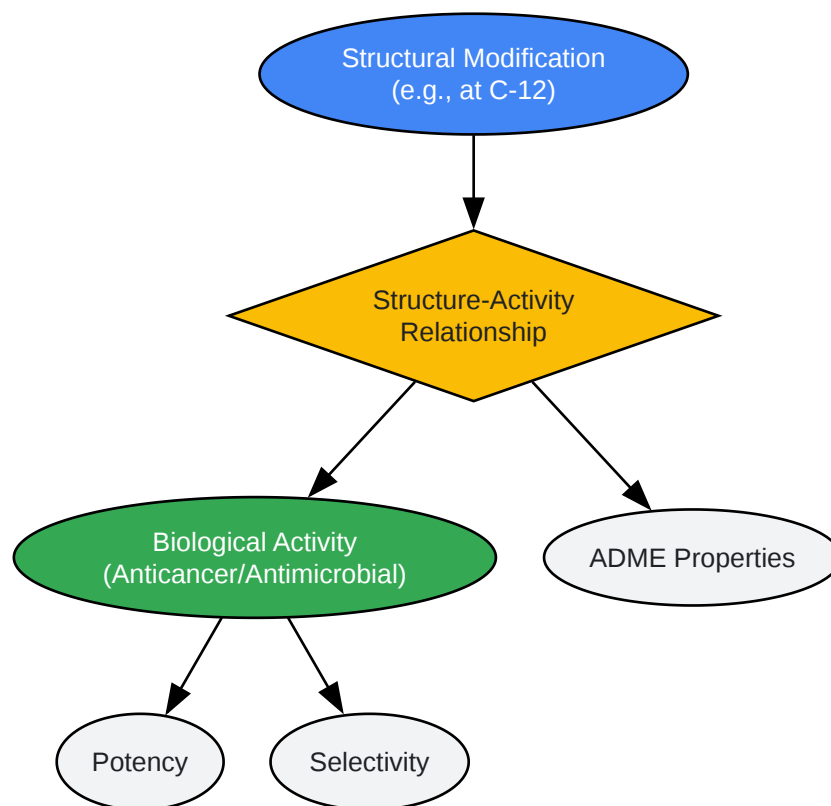 Structural Modification
(e.g., at C-12)
Structure-Activity
Relationship
Biological Activity
(Anticancer/Antimicrobial)
ADME Properties
Potency
Selectivity